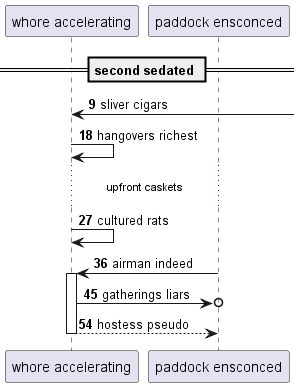 whore accelerating
paddock ensconced
second sedated
9 sliver cigars
18 hangovers richest
upfront caskets
27 cultured rats
36 airman indeed
45 gatherings liars
54 hostess pseudo
whore accelerating
paddock ensconced